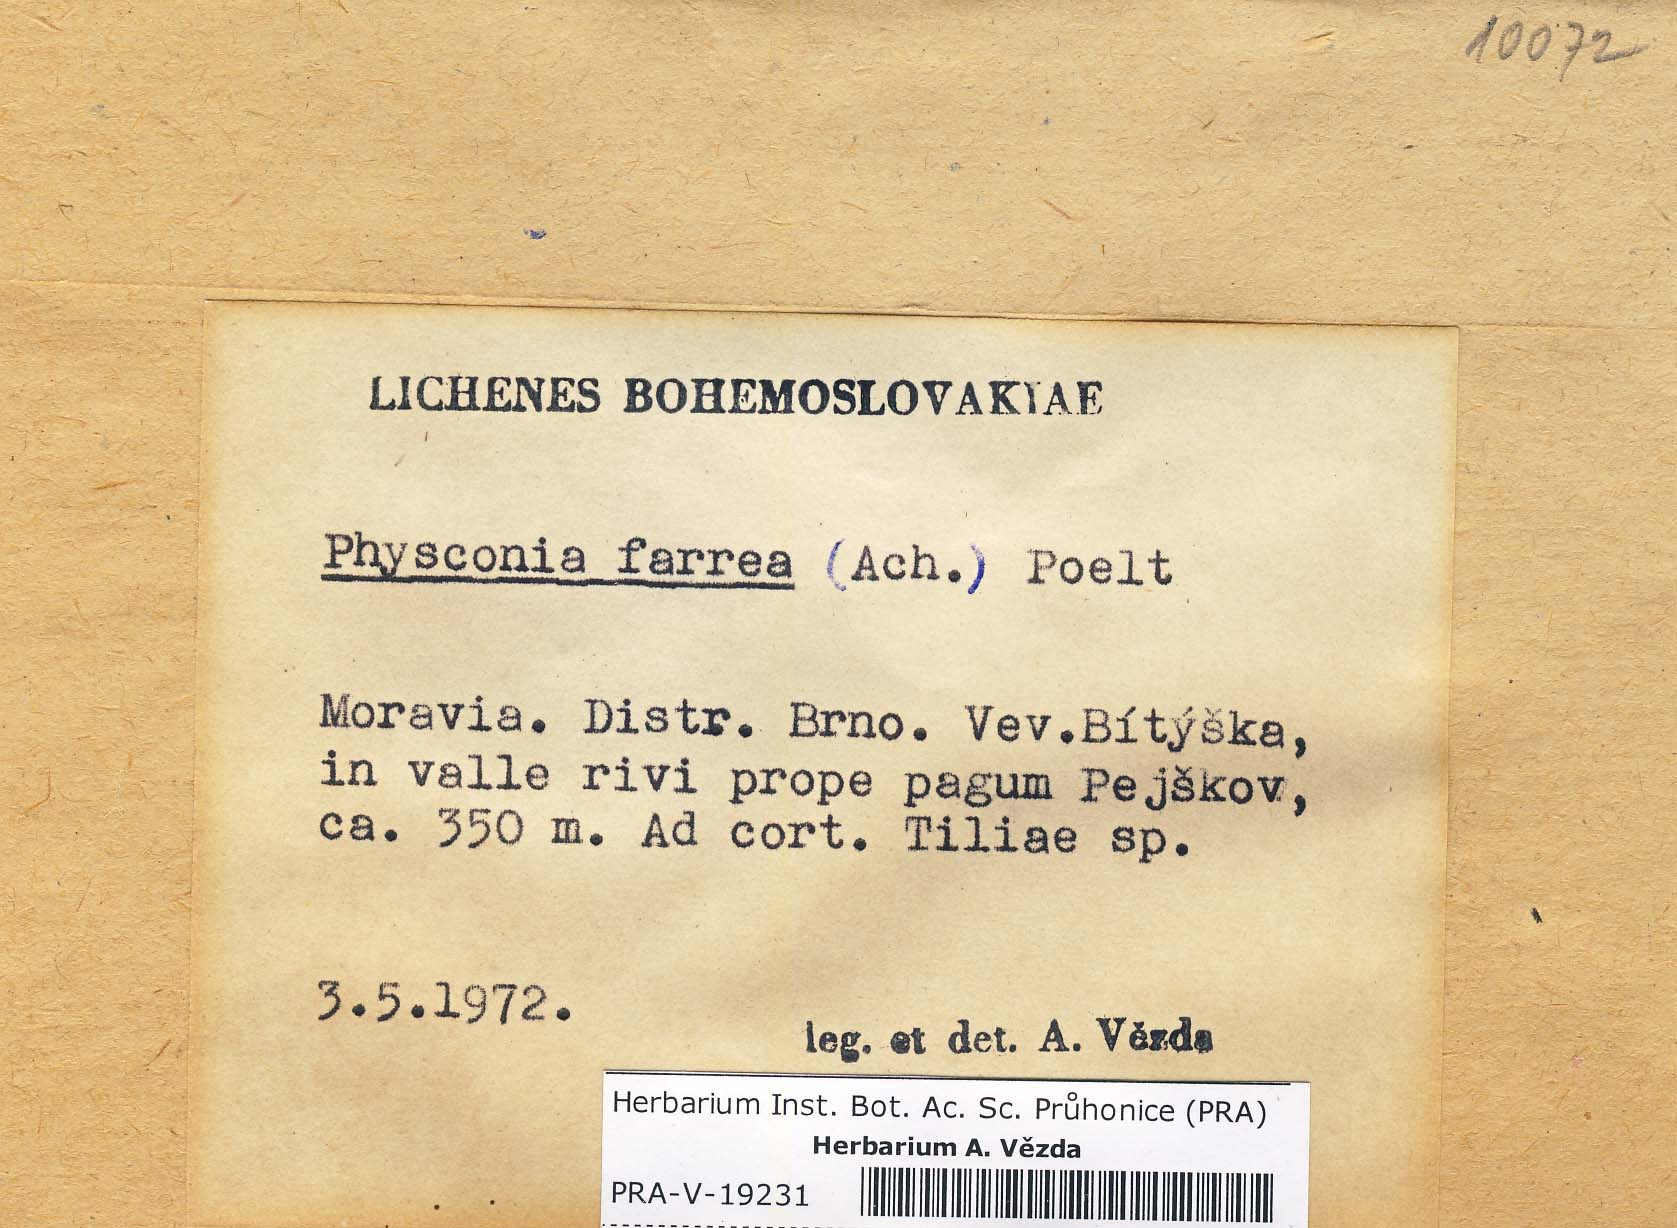 10072
LICHENES BOHEMOSLOVAKIAE
Physconia farrea (Ach.) Poelt
Moravia. Distr. Brno. Vev.Bítýška,
in valle rivi prope pagum Pejškov,
ca. 350 m. Ad cort. Tiliae sp.
3.5.1972.
leg. et det. A. Vězda
Herbarium Inst. Bot. Ac. Sc. Průhonice (PRA)
Herbarium A. Vězda
PRA-V-19231